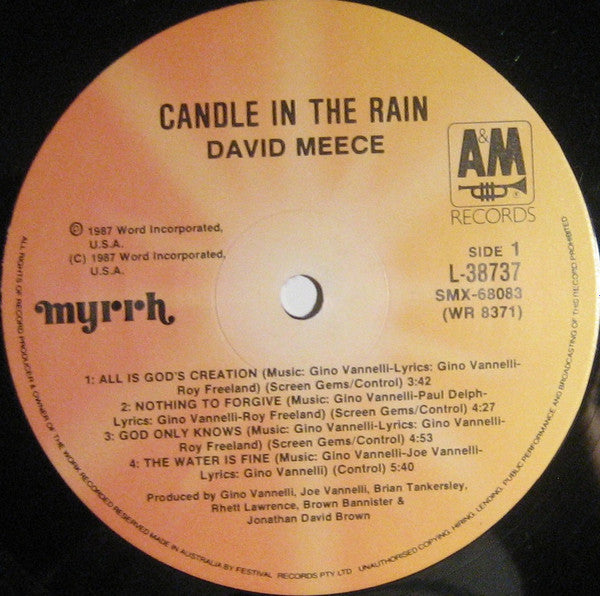 CANDLE IN THE RAIN
DAVID MEECE
A&M
®
RECORDS
℗ 1987 Word Incorporated,
U.S.A.
(C) 1987 Word Incorporated,
U.S.A.
myrrh
SIDE 1
L-38737
SMX-68083
(WR 8371)
1: ALL IS GOD'S CREATION (Music: Gino Vannelli-Lyrics: Gino Vannelli-
Roy Freeland) (Screen Gems/Control) 3:42
2: NOTHING TO FORGIVE (Music: Gino Vannelli-Paul Delph-
Lyrics: Gino Vannelli-Roy Freeland) (Screen Gems/Control) 4:27
3: GOD ONLY KNOWS (Music: Gino Vannelli-Lyrics: Gino Vannelli-
Roy Freeland) (Screen Gems/Control) 4:53
4: THE WATER IS FINE (Music: Gino Vannelli-Joe Vannelli-
Lyrics: Gino Vannelli) (Control) 5:40
Produced by Gino Vannelli, Joe Vannelli, Brian Tankersley,
Rhett Lawrence, Brown Bannister &
Jonathan David Brown
ALL RIGHTS OF RECORD PRODUCER & OWNER OF THE WORK RECORDED RESERVED MADE IN AUSTRALIA BY FESTIVAL RECORDS PTY LTD UNAUTHORISED COPYING, HIRING, LENDING, PUBLIC PERFORMANCE AND BROADCASTING OF THIS RECORD PROHIBITED